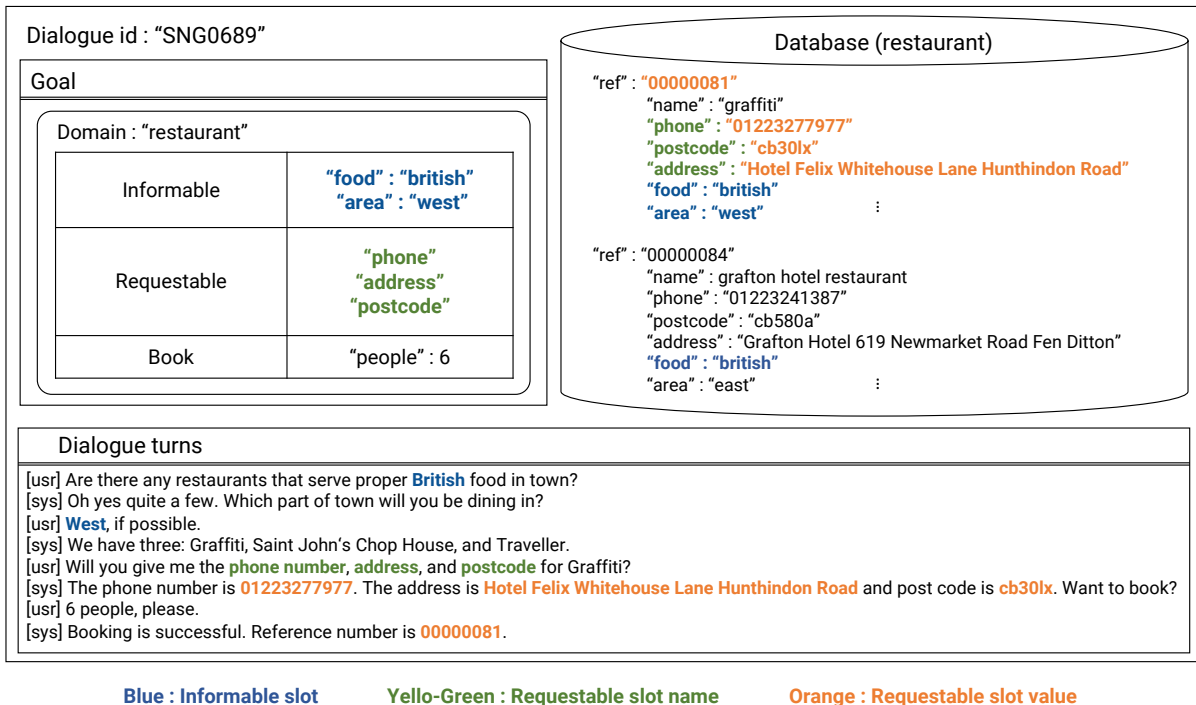 Dialogue id : “SNG0689”
Goal
Domain : “restaurant”
Informable
“food” : “british”
“area” : “west”
Requestable
“phone”
“address”
“postcode”
Book
“people” : 6
Database (restaurant)
“ref” : “00000081”
“name” : “graffiti”
“phone” : “01223277977”
”postcode” : “cb30lx”
“address” : “Hotel Felix Whitehouse Lane Hunthindon Road”
“food” : “british”
“area” : “west” ⋮
“ref” : “00000084”
“name” : grafton hotel restaurant
“phone” : “01223241387”
“postcode” : “cb580a”
“address” : “Grafton Hotel 619 Newmarket Road Fen Ditton”
“food” : “british”
“area” : “east” ⋮
Dialogue turns
[usr] Are there any restaurants that serve proper British food in town?
[sys] Oh yes quite a few. Which part of town will you be dining in?
[usr] West, if possible.
[sys] We have three: Graffiti, Saint John‘s Chop House, and Traveller.
[usr] Will you give me the phone number, address, and postcode for Graffiti?
[sys] The phone number is 01223277977. The address is Hotel Felix Whitehouse Lane Hunthindon Road and post code is cb30lx. Want to book?
[usr] 6 people, please.
[sys] Booking is successful. Reference number is 00000081.
Blue : Informable slot Yello-Green : Requestable slot name Orange : Requestable slot value